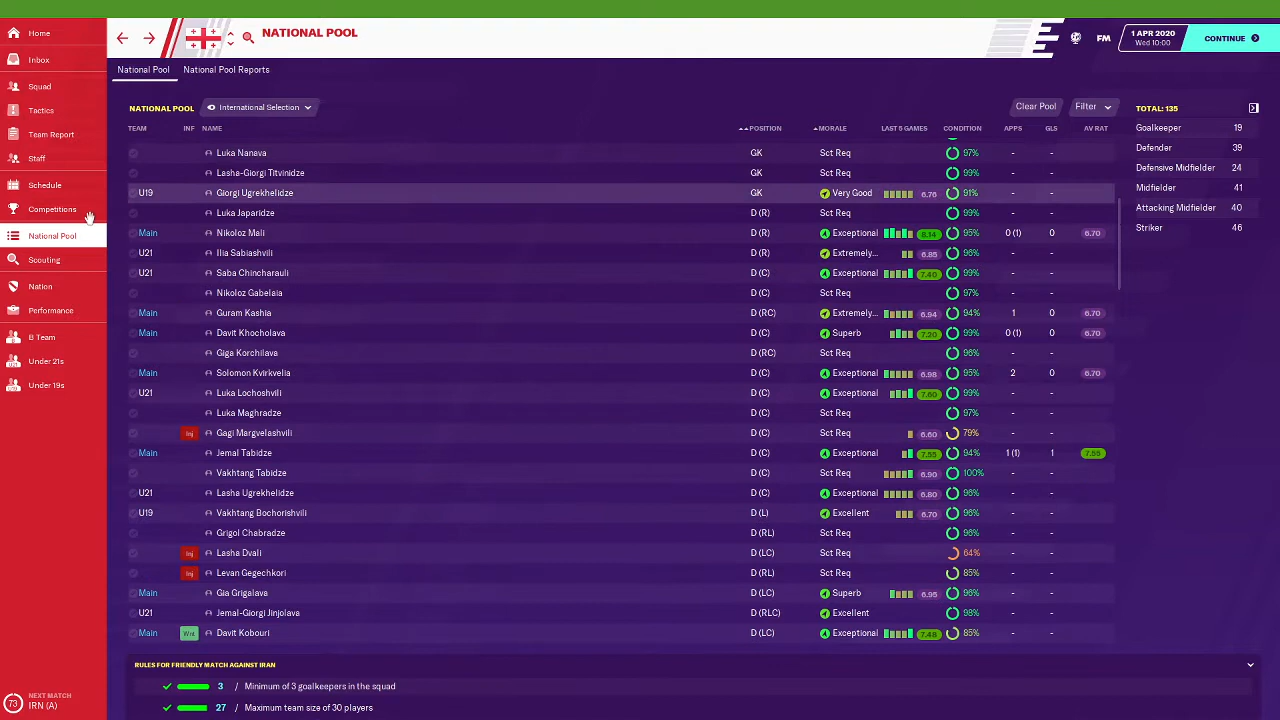 Home
Inbox
Squad
Tactics
Team Report
Staff
Schedule
Competitions
National Pool
Scouting
Nation
Performance
B Team
Under 21s
Under 19s
73 NEXT MATCH
IRN (A)
NATIONAL POOL
FM
1 APR 2020
Wed 10:00
CONTINUE
National Pool National Pool Reports
NATIONAL POOL International Selection Clear Pool Filter
TEAM INF NAME POSITION MORALE LAST 5 GAMES CONDITION APPS GLS AV RAT
Luka Nanava GK Sct Req 97% - - -
Lasha-Giorgi Titvinidze GK Sct Req 99% - - -
U19 Giorgi Ugrekhelidze GK Very Good 6.76 91% - - -
Luka Japaridze D (R) Sct Req 99% - - -
Main Nikoloz Mali D (R) Exceptional 8.14 95% 0 (1) 0 6.70
U21 Ilia Sabiashvili D (R) Extremely... 6.85 96% - - -
U21 Saba Chincharauli D (C) Exceptional 7.40 99% - - -
Nikoloz Gabelaia D (C) Sct Req 97% - - -
Main Guram Kashia D (RC) Extremely... 6.94 94% 1 0 6.70
Main Davit Khocholava D (C) Superb 7.20 99% 0 (1) 0 6.70
Giga Korchilava D (RC) Sct Req 96% - - -
Main Solomon Kvirkvelia D (C) Exceptional 6.98 95% 2 0 6.70
U21 Luka Lochoshvili D (C) Exceptional 7.60 99% - - -
Luka Maghradze D (C) Sct Req 97% - - -
Inj Gagi Margvelashvili D (C) Sct Req 6.60 79% - - -
Main Jemal Tabidze D (C) Exceptional 7.55 94% 1 (1) 1 7.55
Vakhtang Tabidze D (C) Sct Req 6.90 100% - - -
U21 Lasha Ugrekhelidze D (C) Exceptional 6.80 96% - - -
U19 Vakhtang Bochorishvili D (L) Excellent 6.70 96% - - -
Grigol Chabradze D (RL) Sct Req 96% - - -
Inj Lasha Dvali D (LC) Sct Req 64% - - -
Inj Levan Gegechkori D (RL) Sct Req 85% - - -
Main Gia Grigalava D (LC) Superb 6.95 96% - - -
U21 Jemal-Giorgi Jinjolava D (RLC) Excellent 98% - - -
Main Wnt Davit Kobouri D (LC) Exceptional 7.48 85% - - -
TOTAL: 135
Goalkeeper 19
Defender 39
Defensive Midfielder 24
Midfielder 41
Attacking Midfielder 40
Striker 46
RULES FOR FRIENDLY MATCH AGAINST IRAN
3 / Minimum of 3 goalkeepers in the squad
27 / Maximum team size of 30 players